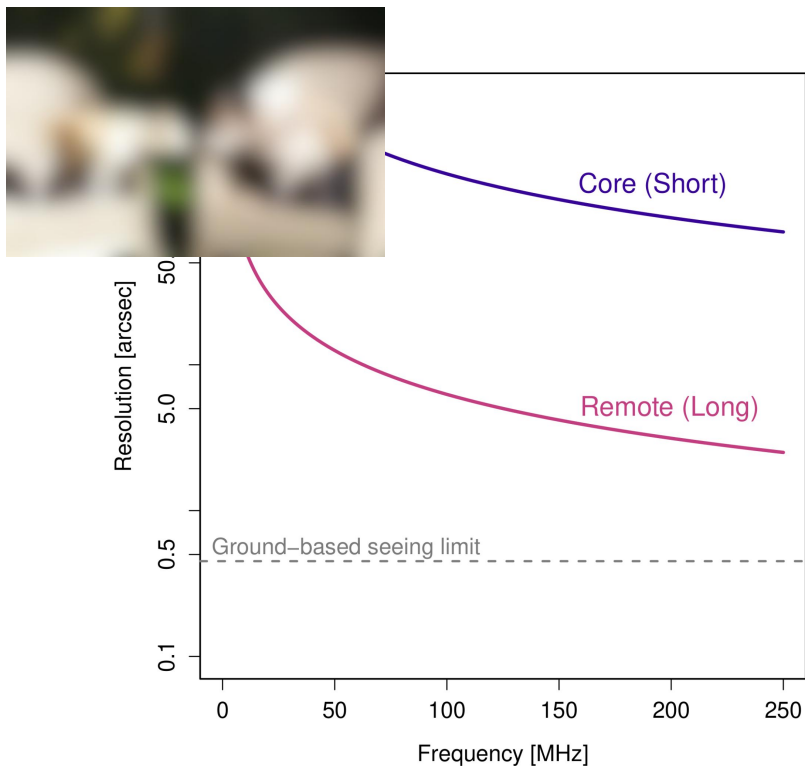 Core (Short)
50
Resolution [arcsec]
Remote (Long)
5.0
Ground−based seeing limit
0.5
0.1
0 50 100 150 200 250
Frequency [MHz]